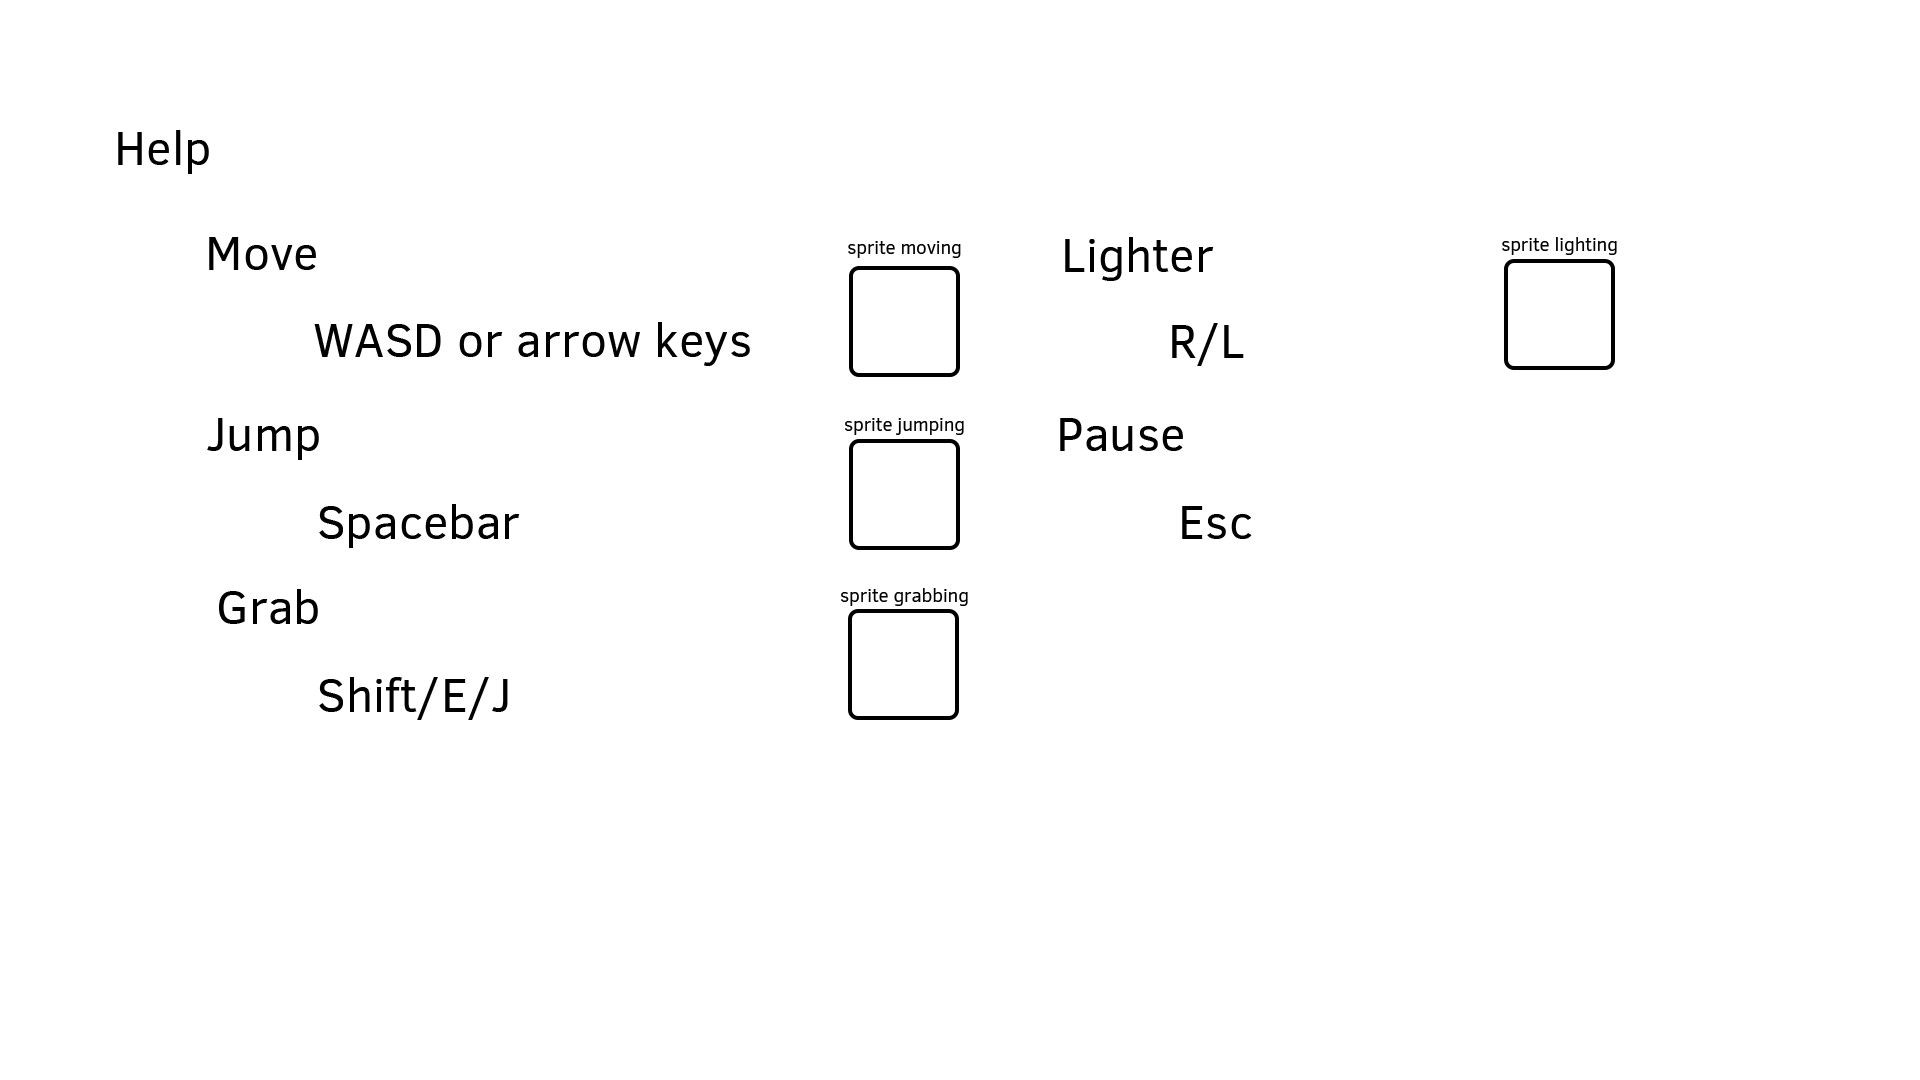 Help
Move
sprite moving
WASD or arrow keys
Jump
sprite jumping
Spacebar
Grab
sprite grabbing
Shift/E/J
Lighter
sprite lighting
R/L
Pause
Esc